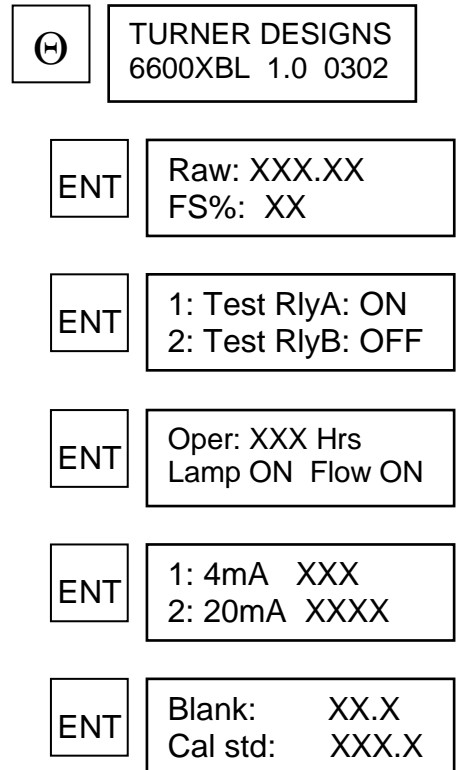 Θ
TURNER DESIGNS
6600XBL 1.0 0302
ENT
Raw: XXX.XX
FS%: XX
ENT
1: Test RlyA: ON
2: Test RlyB: OFF
ENT
Oper: XXX Hrs
Lamp ON Flow ON
ENT
1: 4mA XXX
2: 20mA XXXX
ENT
Blank: XX.X
Cal std: XXX.X